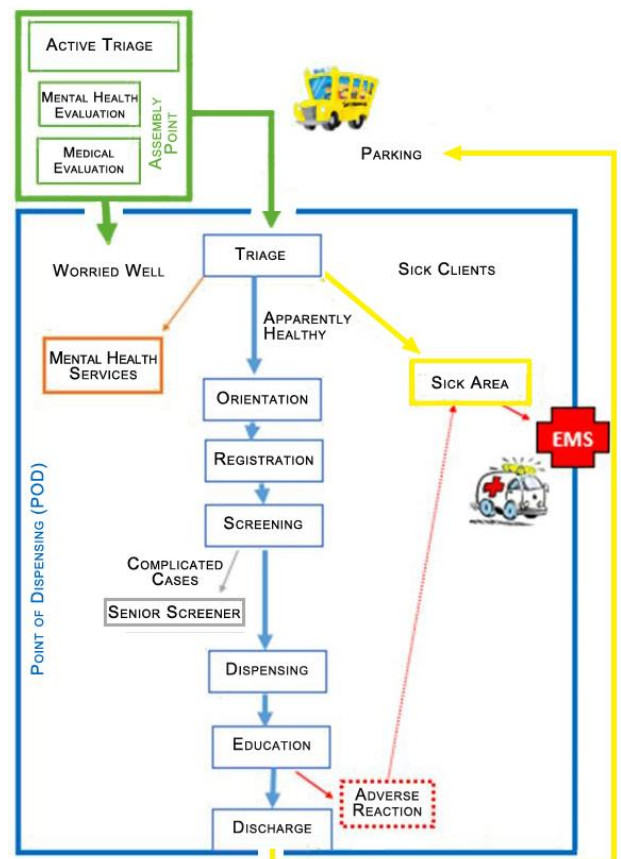 ACTIVE TRIAGE
MENTAL HEALTH
EVALUATION
MEDICAL
EVALUATION
ASSEMBLY
POINT
PARKING
WORRIED WELL
TRIAGE
SICK CLIENTS
APPARENTLY
HEALTHY
MENTAL HEALTH
SERVICES
SICK AREA
ORIENTATION
EMS
REGISTRATION
SCREENING
COMPLICATED
CASES
SENIOR SCREENER
POINT OF DISPENSING (POD)
DISPENSING
EDUCATION
ADVERSE
REACTION
DISCHARGE